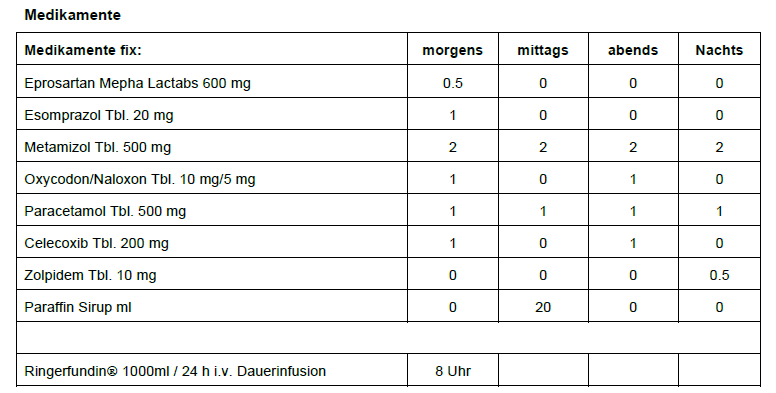 Medikamente
Medikamente fix: morgens mittags abends Nachts
Eprosartan Mepha Lactabs 600 mg 0.5 0 0 0
Esomprazol Tbl. 20 mg 1 0 0 0
Metamizol Tbl. 500 mg 2 2 2 2
Oxycodon/Naloxon Tbl. 10 mg/5 mg 1 0 1 0
Paracetamol Tbl. 500 mg 1 1 1 1
Celecoxib Tbl. 200 mg 1 0 1 0
Zolpidem Tbl. 10 mg 0 0 0 0.5
Paraffin Sirup ml 0 20 0 0
Ringerfundin® 1000ml / 24 h i.v. Dauerinfusion 8 Uhr